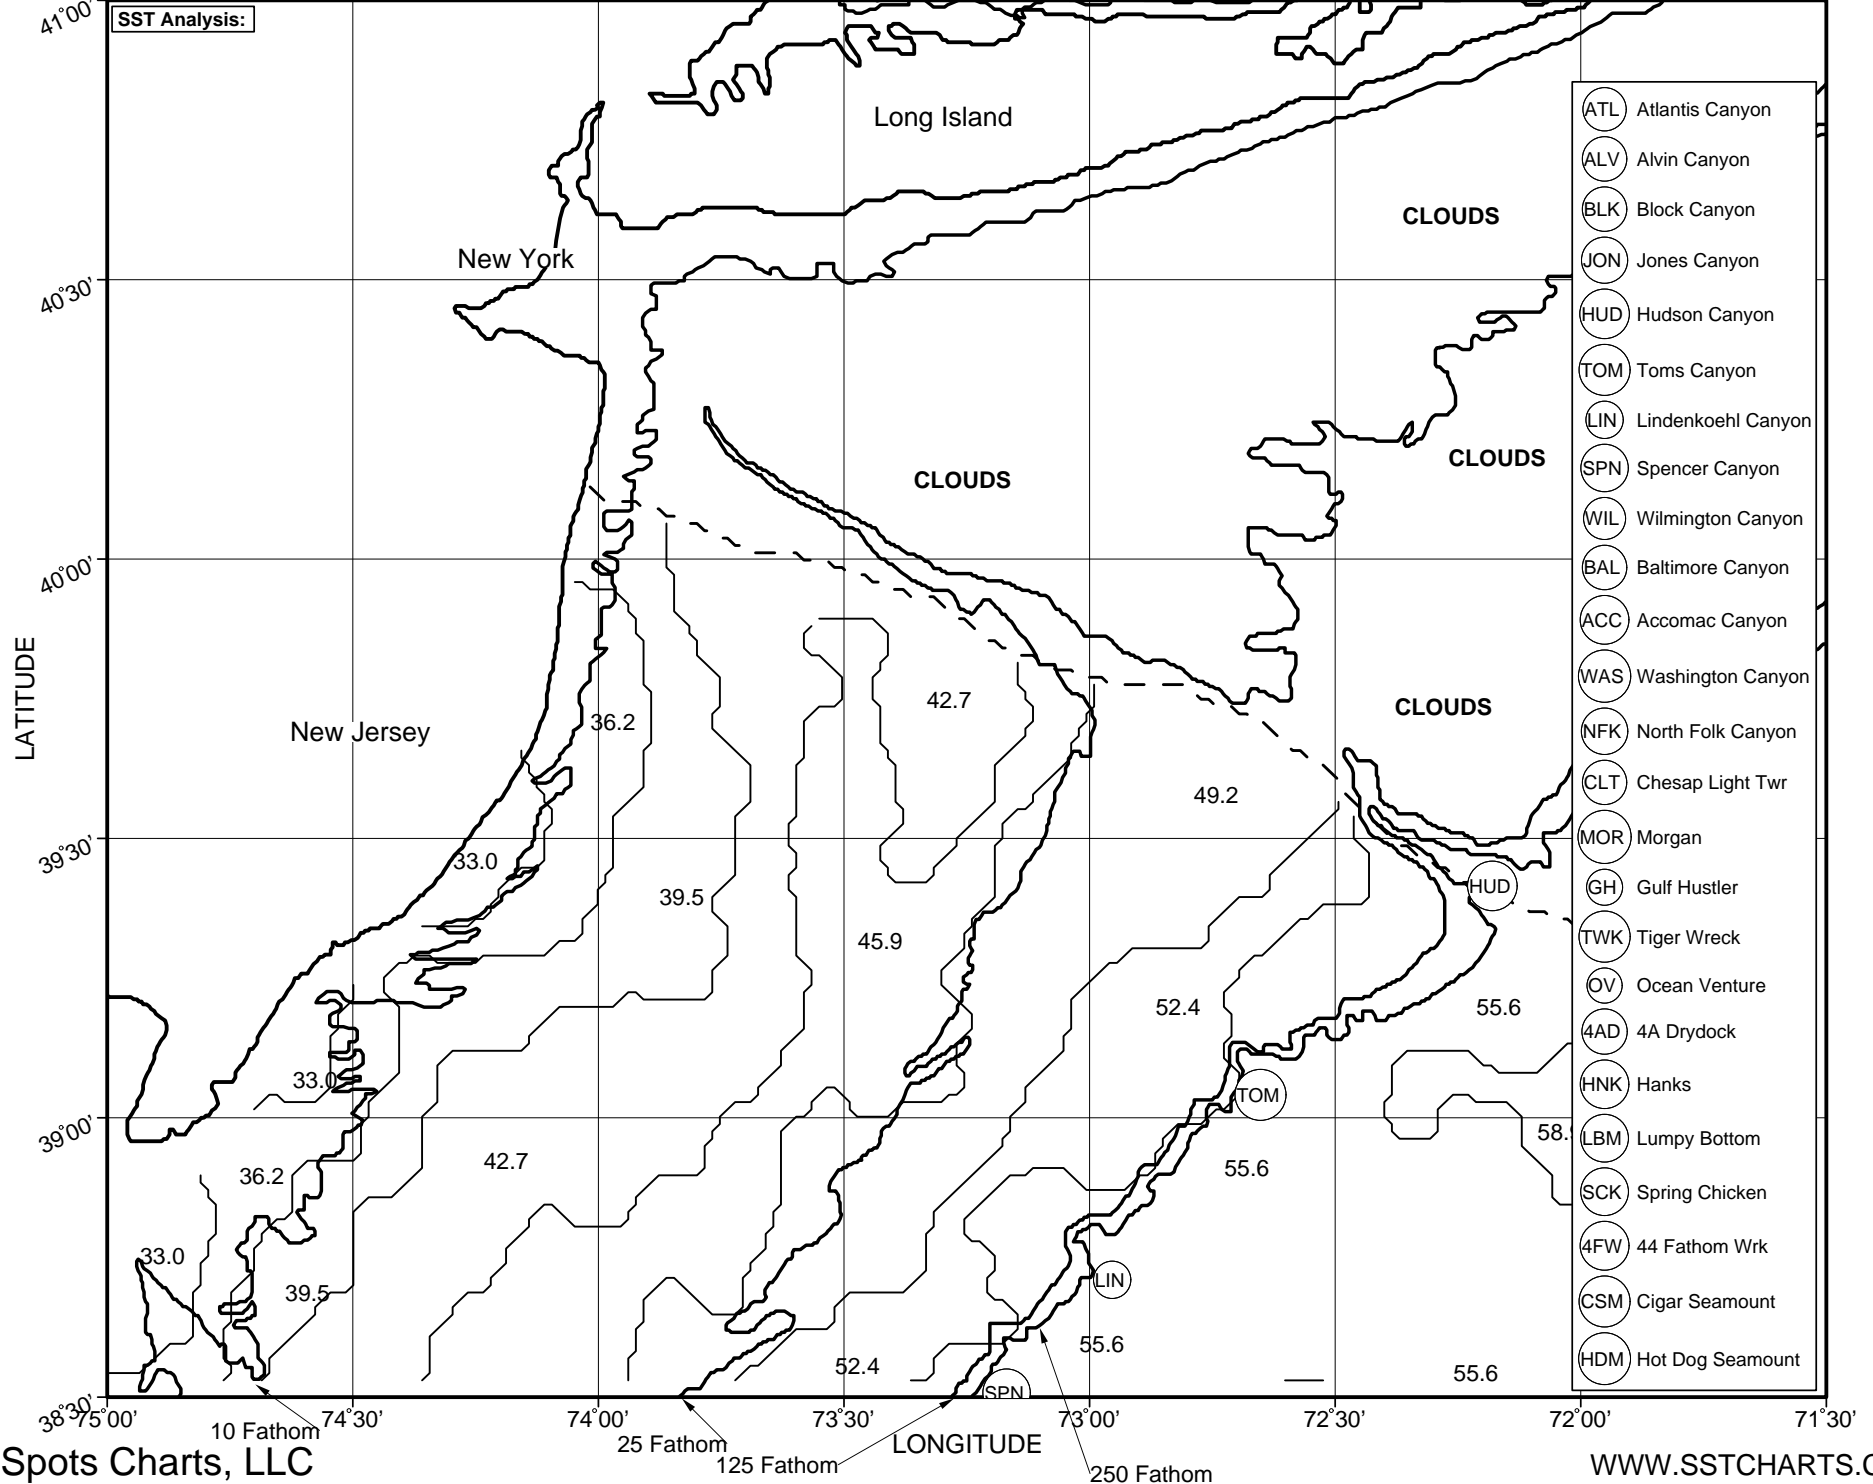 41°00'
SST Analysis:
Long Island
CLOUDS
New York
40°30'
CLOUDS
CLOUDS
40°00'
LATITUDE
42.7
36.2
New Jersey
CLOUDS
49.2
39°30'
33.0
39.5
HUD
45.9
52.4
55.6
33.0
TOM
39°00'
58.
42.7
36.2
55.6
33.0
39.5
LIN
55.6
52.4
55.6
SPN
38°30'
ATL Atlantis Canyon
ALV Alvin Canyon
BLK Block Canyon
JON Jones Canyon
HUD Hudson Canyon
TOM Toms Canyon
LIN Lindenkoehl Canyon
SPN Spencer Canyon
WIL Wilmington Canyon
BAL Baltimore Canyon
ACC Accomac Canyon
WAS Washington Canyon
NFK North Folk Canyon
CLT Chesap Light Twr
MOR Morgan
GH Gulf Hustler
TWK Tiger Wreck
OV Ocean Venture
4AD 4A Drydock
HNK Hanks
LBM Lumpy Bottom
SCK Spring Chicken
4FW 44 Fathom Wrk
CSM Cigar Seamount
HDM Hot Dog Seamount
75°00' 74°30' 74°00' 73°30' 73°00' 72°30' 72°00' 71°30'
10 Fathom
25 Fathom
LONGITUDE
125 Fathom
250 Fathom
Spots Charts, LLC
WWW.SSTCHARTS.C